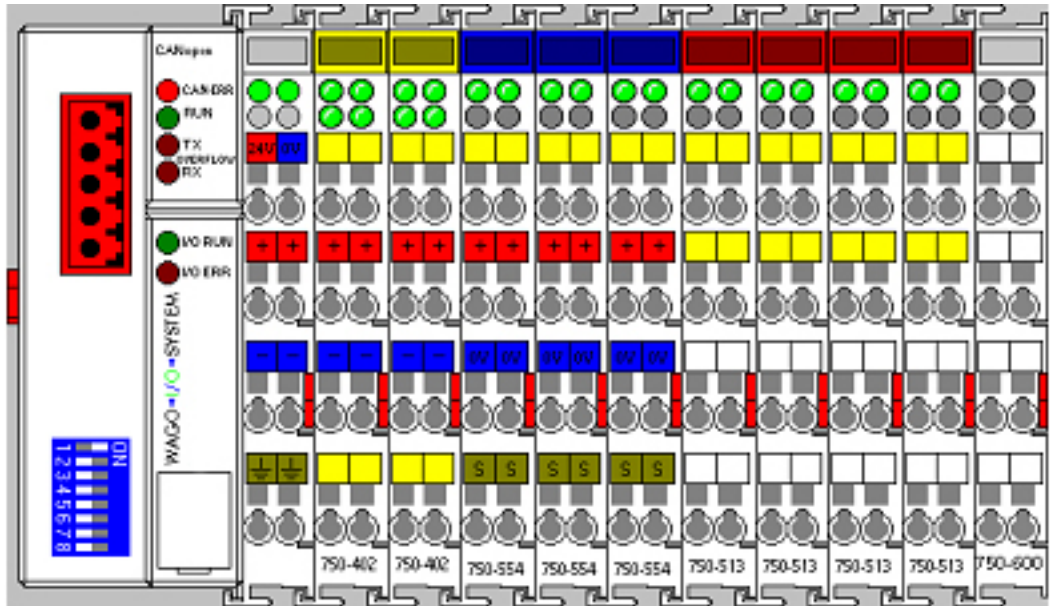 CANopen
CAN-ERR
RUN
TX
OVERFLOW
RX
I/O RUN
I/O ERR
WAGO I/O SYSTEM
ON
1 2 3 4 5 6 7 8
24V 0V
+ + + + + + + + + + + +
− − − − − − 0V 0V 0V 0V 0V 0V
S S S S S S
750-402 750-402 750-554 750-554 750-554 750-513 750-513 750-513 750-513 750-600